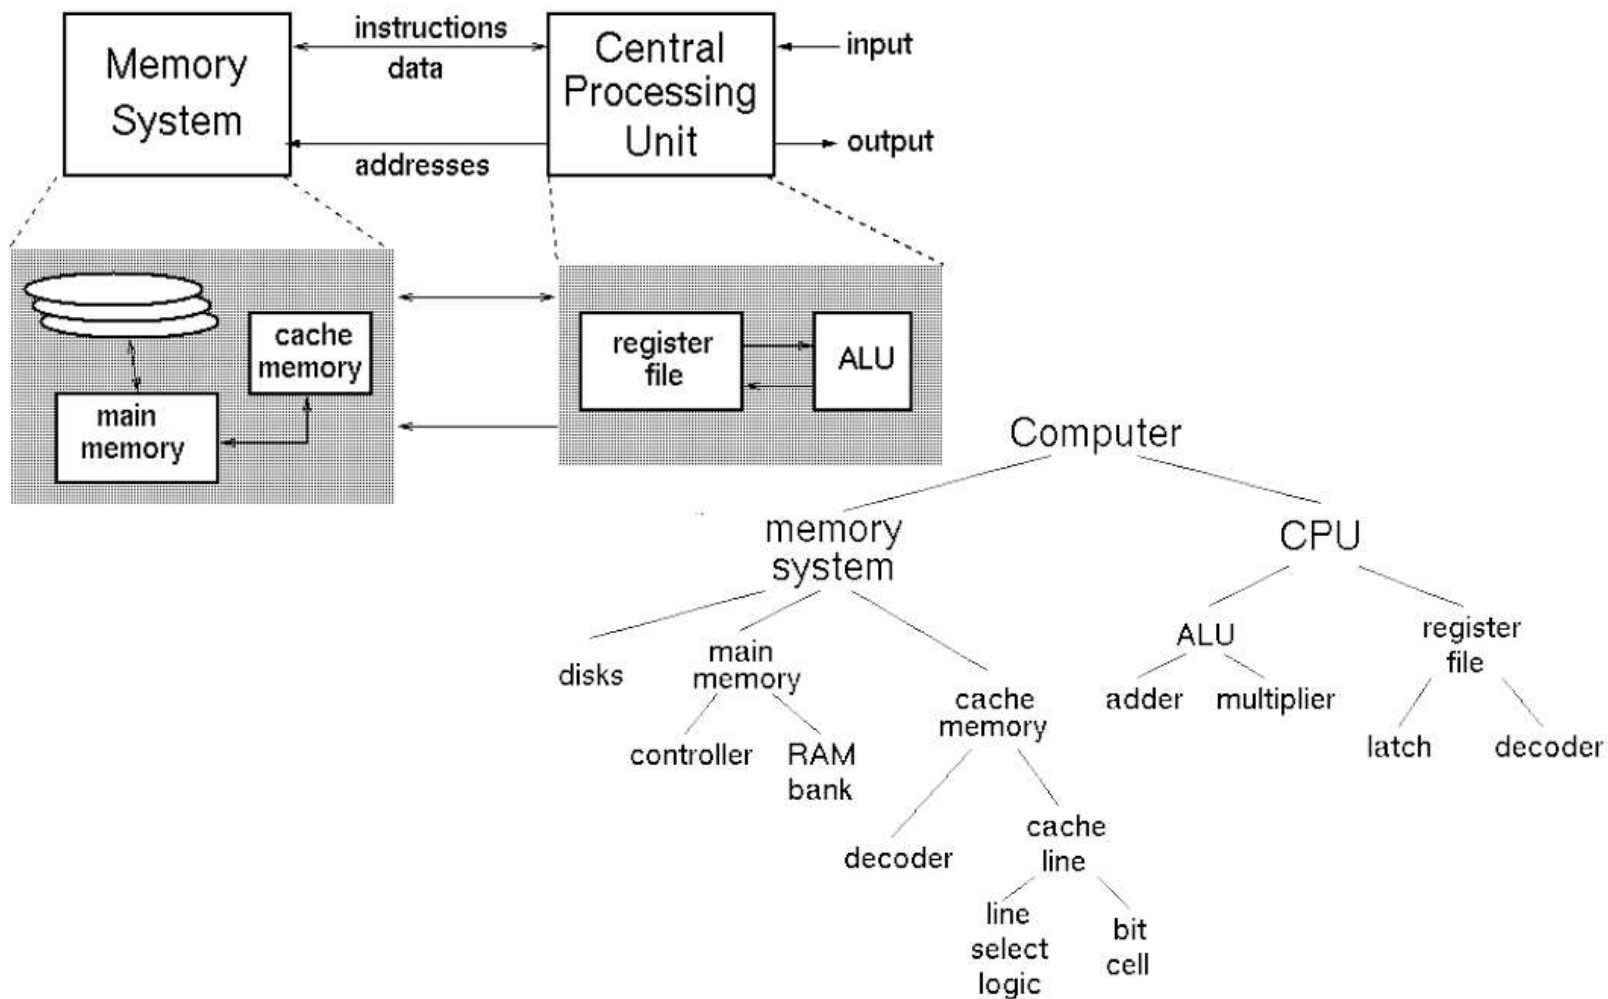 Memory
System
instructions
data
addresses
Central
Processing
Unit
input
output
cache
memory
main
memory
register
file
ALU
Computer
memory
system
CPU
disks
main
memory
cache
memory
ALU
register
file
controller
RAM
bank
adder
multiplier
latch
decoder
decoder
cache
line
line
select
logic
bit
cell